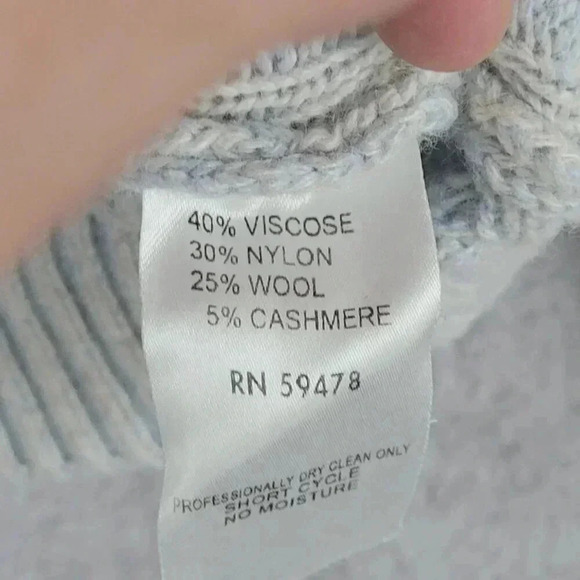 40% VISCOSE
30% NYLON
25% WOOL
5% CASHMERE
RN 59478
PROFESSIONALLY DRY CLEAN ONLY
SHORT CYCLE
NO MOISTURE